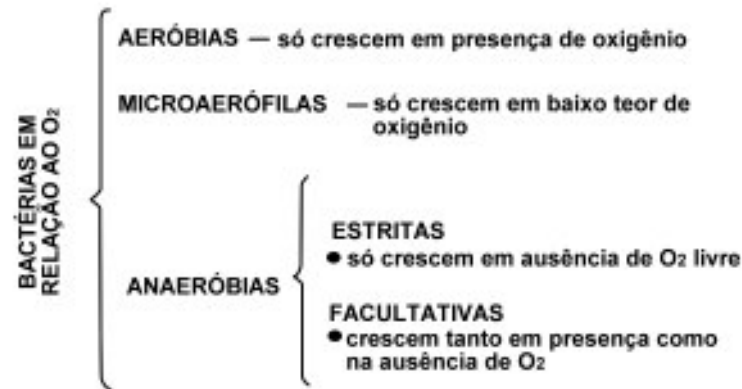 BACTÉRIAS EM
RELAÇÃO AO O₂
AERÓBIAS — só crescem em presença de oxigênio
MICROAERÓFILAS — só crescem em baixo teor de
oxigênio
ANAERÓBIAS
ESTRITAS
● só crescem em ausência de O₂ livre
FACULTATIVAS
● crescem tanto em presença como
na ausência de O₂